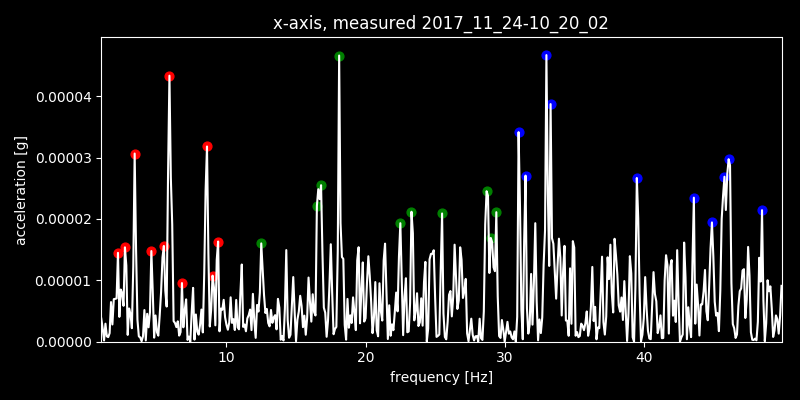 x-axis, measured 2017_11_24-10_20_02
acceleration [g]
0.00004
0.00003
0.00002
0.00001
0.00000
10 20 30 40
frequency [Hz]